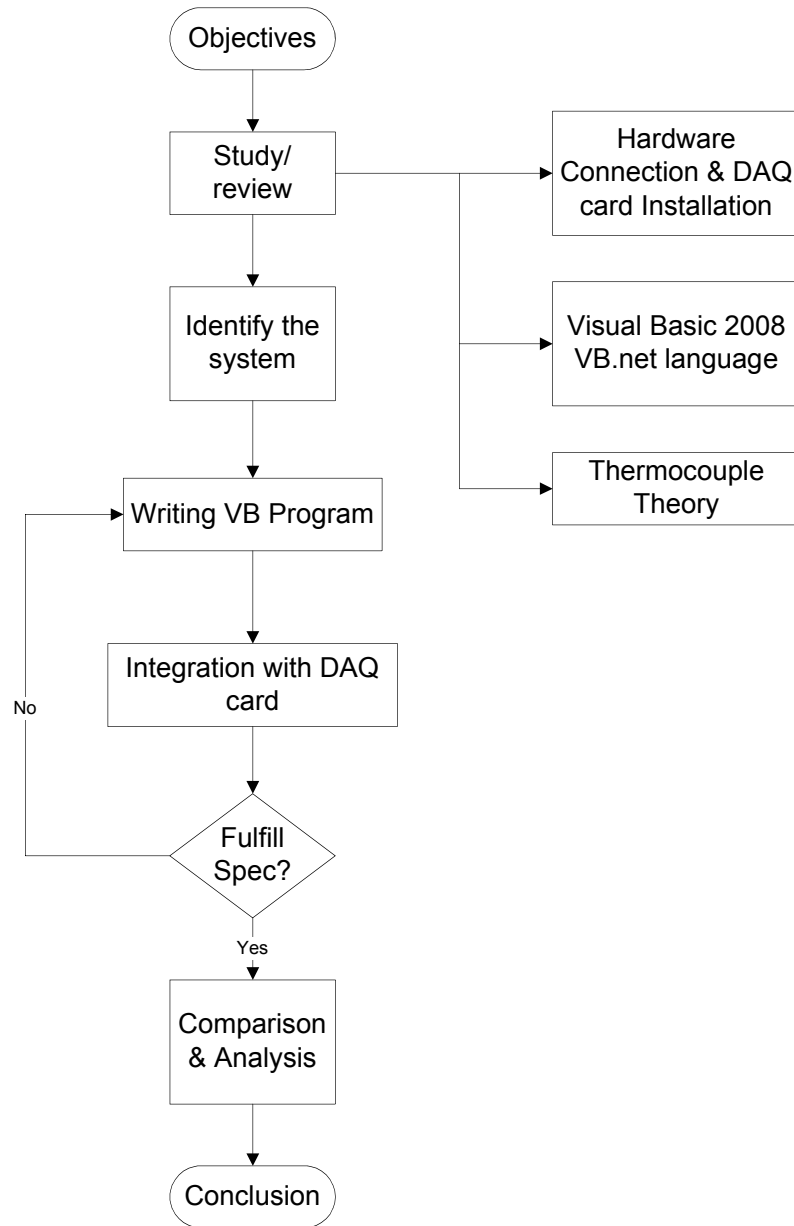 Objectives
Study/
review
Hardware
Connection & DAQ
card Installation
Identify the
system
Visual Basic 2008
VB.net language
Writing VB Program
Thermocouple
Theory
Integration with DAQ
card
No
Fulfill
Spec?
Yes
Comparison
& Analysis
Conclusion